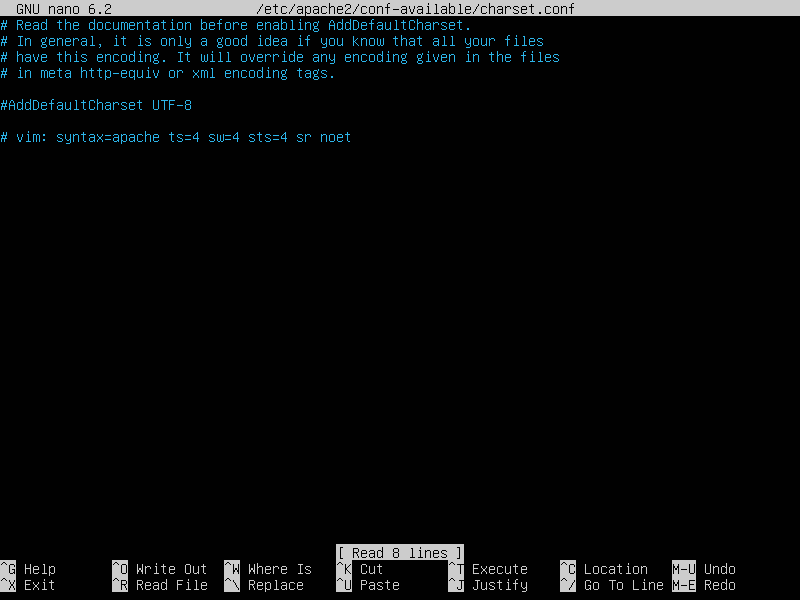 GNU nano 6.2 /etc/apache2/conf-available/charset.conf
# Read the documentation before enabling AddDefaultCharset.
# In general, it is only a good idea if you know that all your files
# have this encoding. It will override any encoding given in the files
# in meta http-equiv or xml encoding tags.
#AddDefaultCharset UTF-8
# vim: syntax=apache ts=4 sw=4 sts=4 sr noet
[ Read 8 lines ]
^G Help ^O Write Out ^W Where Is ^K Cut ^T Execute ^C Location M-U Undo
^X Exit ^R Read File ^\ Replace ^U Paste ^J Justify ^/ Go To Line M-E Redo